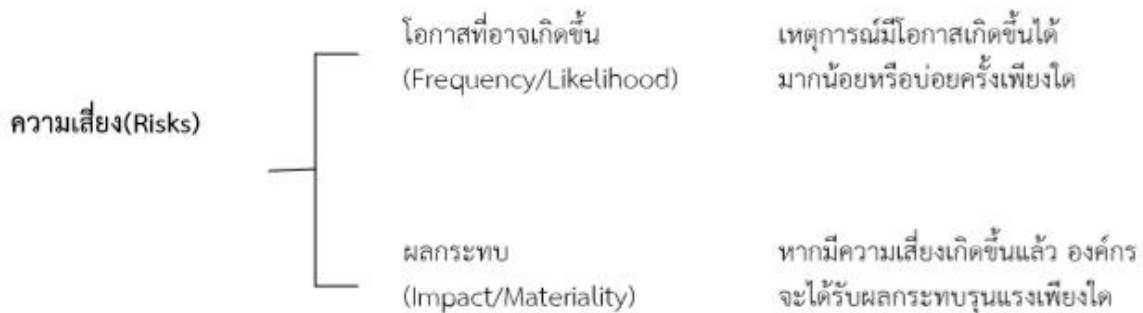 โอกาสที่อาจเกิดขึ้น เหตุการณ์มีโอกาสเกิดขึ้นได้
(Frequency/Likelihood) มากน้อยหรือบ่อยครั้งเพียงใด
ความเสี่ยง(Risks)
ผลกระทบ หากมีความเสี่ยงเกิดขึ้นแล้ว องค์กร
(Impact/Materiality) จะได้รับผลกระทบรุนแรงเพียงใด